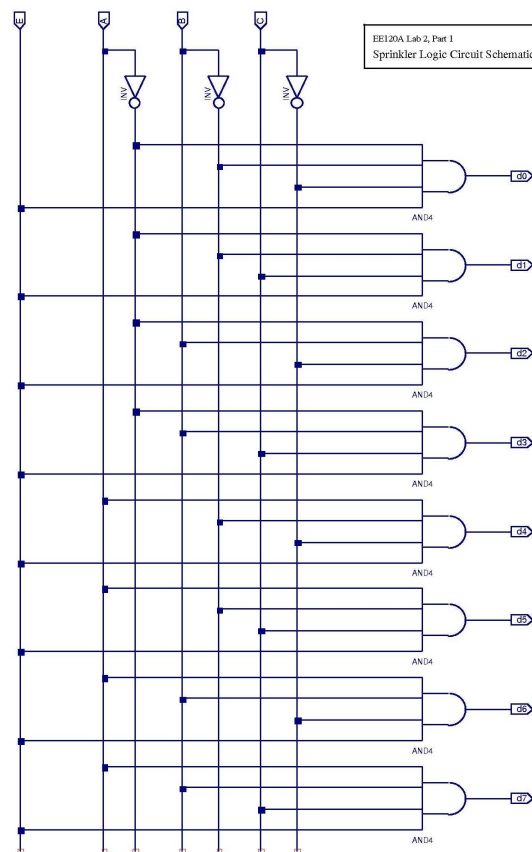 E A B C
EE120A Lab 2, Part 1
Sprinkler Logic Circuit Schematic
INV INV INV
d0
AND4
d1
AND4
d2
AND4
d3
AND4
d4
AND4
d5
AND4
d6
AND4
d7
AND4